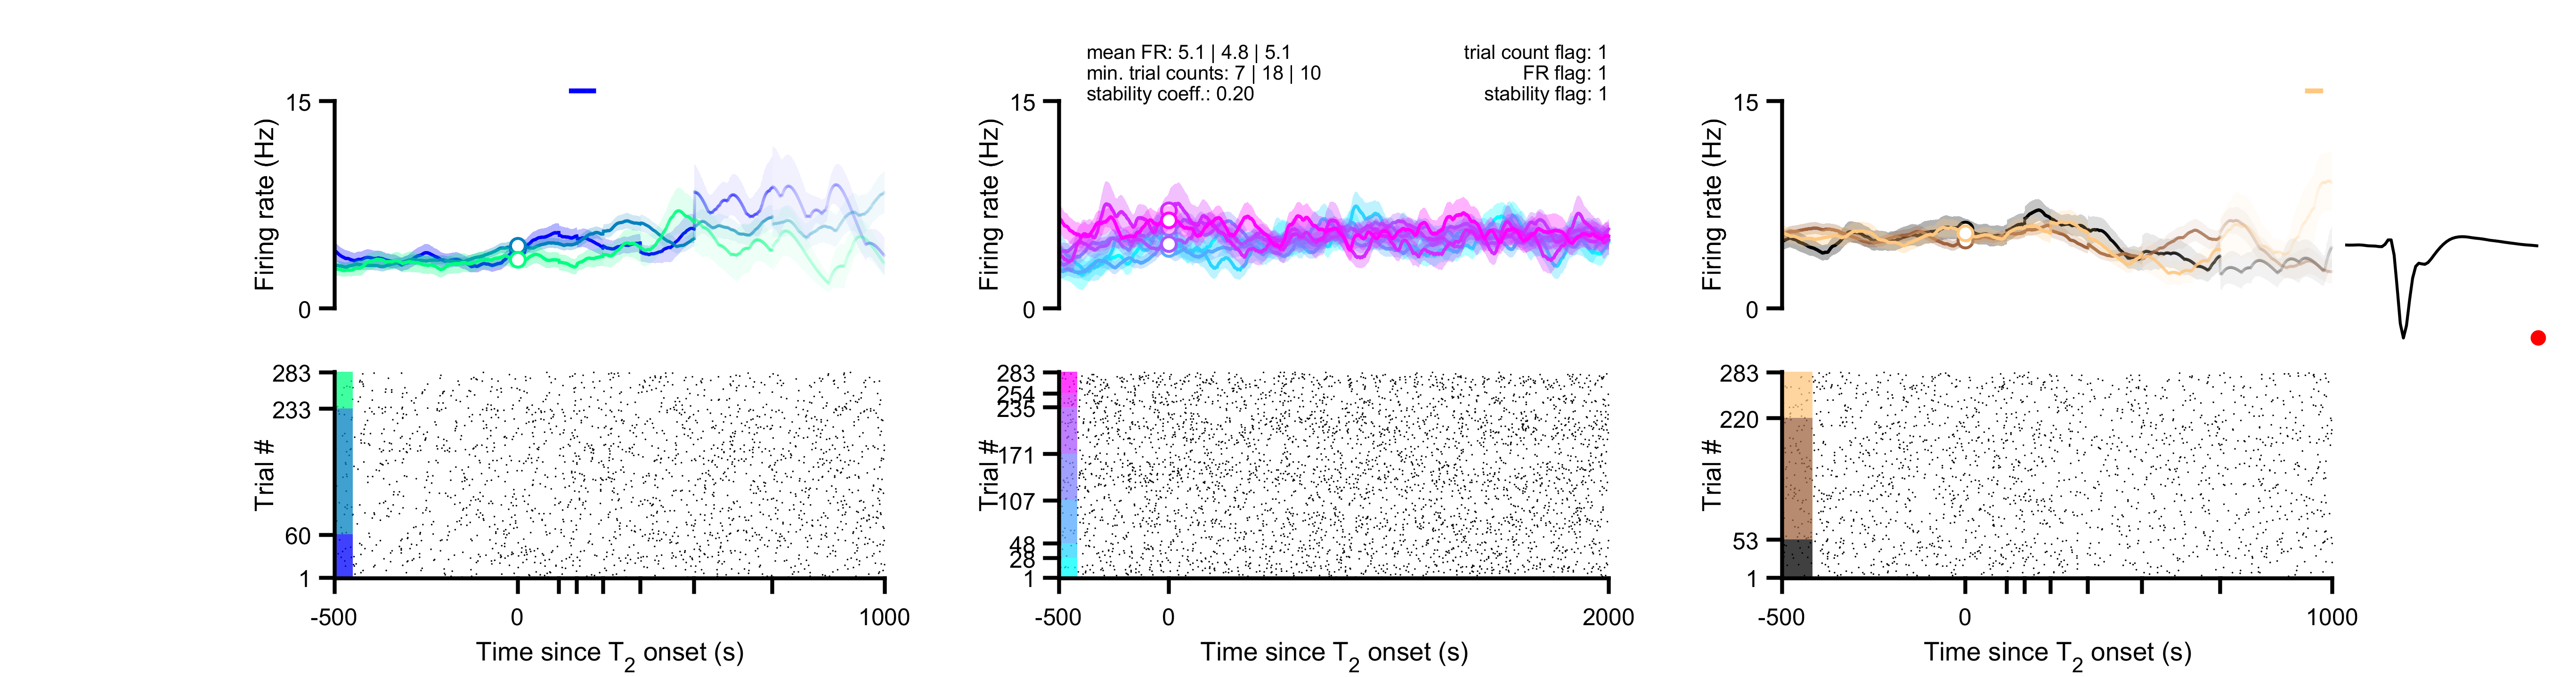 mean FR: 5.1 | 4.8 | 5.1
min. trial counts: 7 | 18 | 10
stability coeff.: 0.20
trial count flag: 1
FR flag: 1
stability flag: 1
15
Firing rate (Hz)
0
283
233
Trial #
60
1
-500
0
1000
Time since T2 onset (s)
15
Firing rate (Hz)
0
283
254
235
171
Trial #
107
48
28
1
-500
0
2000
Time since T2 onset (s)
15
Firing rate (Hz)
0
283
220
Trial #
53
1
-500
0
1000
Time since T2 onset (s)